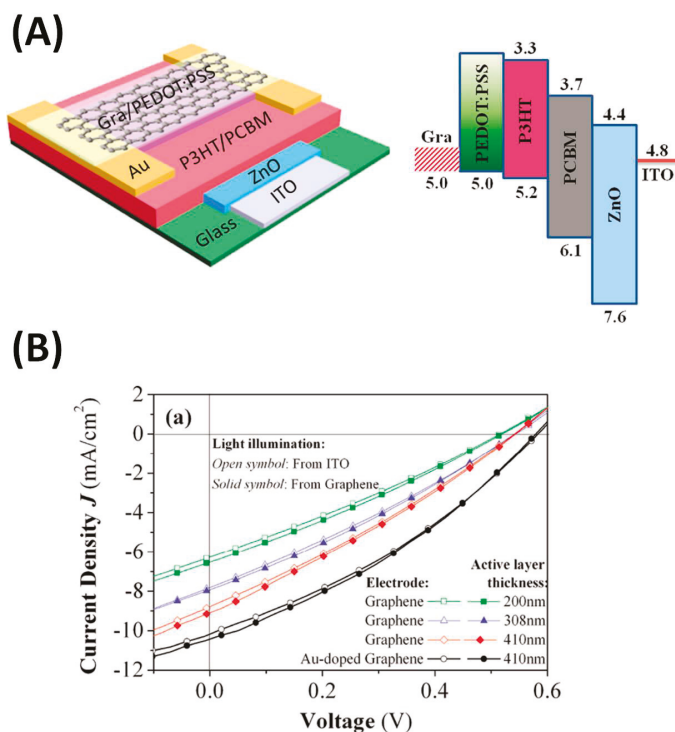 (A)
Gra/PEDOT:PSS
Au
P3HT/PCBM
ZnO
ITO
Glass
3.3
3.7
4.4
4.8
ITO
Gra
5.0
PEDOT:PSS
5.0
P3HT
5.2
PCBM
6.1
ZnO
7.6
(B)
(a)
Light illumination:
Open symbol: From ITO
Solid symbol: From Graphene
Electrode: Active layer thickness:
Graphene 200nm
Graphene 308nm
Graphene 410nm
Au-doped Graphene 410nm
Current Density J (mA/cm²)
2
0
-2
-4
-6
-8
-10
-12
0.0 0.2 0.4 0.6
Voltage (V)